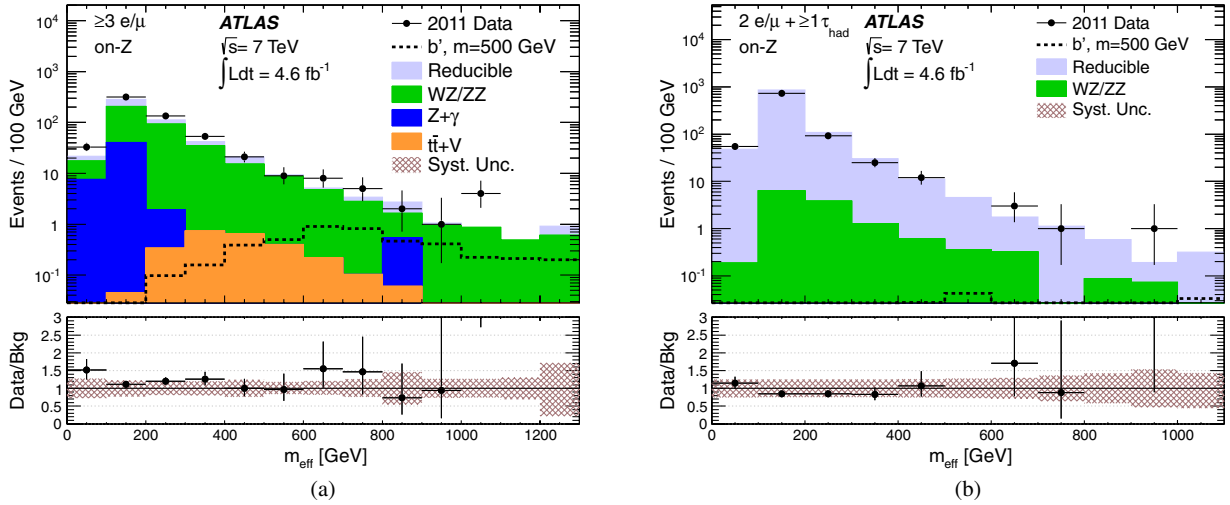 ≥3 e/μ
on-Z
ATLAS
√s= 7 TeV
∫Ldt = 4.6 fb⁻¹
2011 Data
b', m=500 GeV
Reducible
WZ/ZZ
Z+γ
tt̄+V
Syst. Unc.
Events / 100 GeV
10⁴
10³
10²
10
1
10⁻¹
Data/Bkg
3
2.5
2
1.5
1
0.5
0
0 200 400 600 800 1000 1200
m_eff [GeV]
(a)
2 e/μ + ≥1τ_had
on-Z
ATLAS
√s= 7 TeV
∫Ldt = 4.6 fb⁻¹
2011 Data
b', m=500 GeV
Reducible
WZ/ZZ
Syst. Unc.
Events / 100 GeV
10⁴
10³
10²
10
1
10⁻¹
Data/Bkg
3
2.5
2
1.5
1
0.5
0
0 200 400 600 800 1000
m_eff [GeV]
(b)